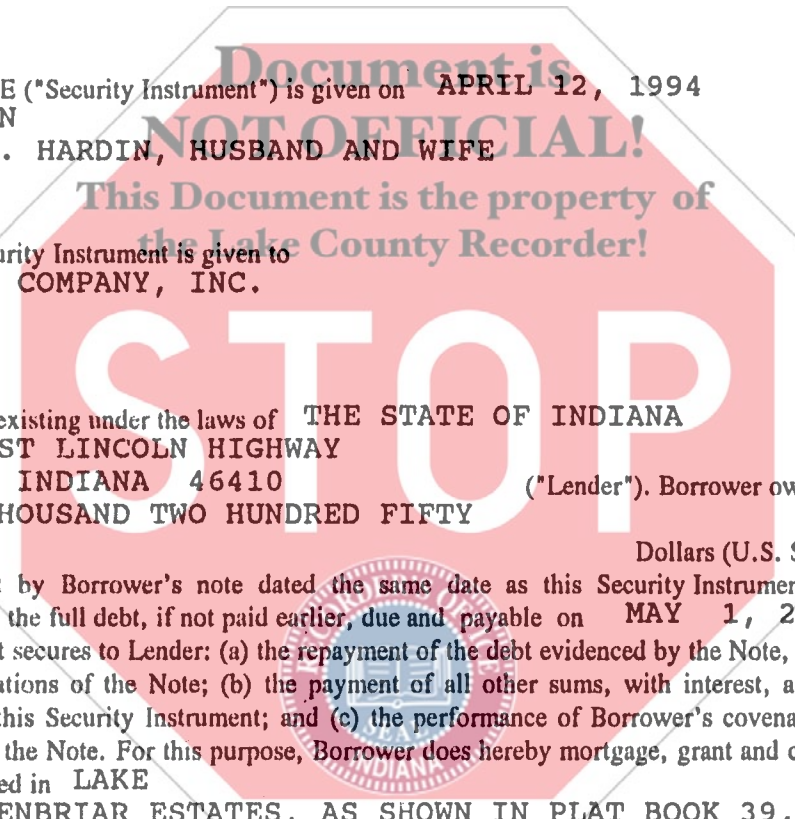 Document is
E ("Security Instrument") is given on APRIL 12, 1994
N
NOT OFFICIAL!
. HARDIN, HUSBAND AND WIFE
This Document is the property of
the Lake County Recorder!
urity Instrument is given to
COMPANY, INC.
STOP
existing under the laws of THE STATE OF INDIANA
ST LINCOLN HIGHWAY
INDIANA 46410 ("Lender"). Borrower ow
HOUSAND TWO HUNDRED FIFTY
Dollars (U.S. $
by Borrower's note dated the same date as this Security Instrumen
the full debt, if not paid earlier, due and payable on MAY 1, 2
t secures to Lender: (a) the repayment of the debt evidenced by the Note,
ations of the Note; (b) the payment of all other sums, with interest, a
this Security Instrument; and (c) the performance of Borrower's covena
the Note. For this purpose, Borrower does hereby mortgage, grant and c
ed in LAKE
ENBRIAR ESTATES, AS SHOWN IN PLAT BOOK 39,
RECORDER'S OFFICE
SEAL
INDIANA